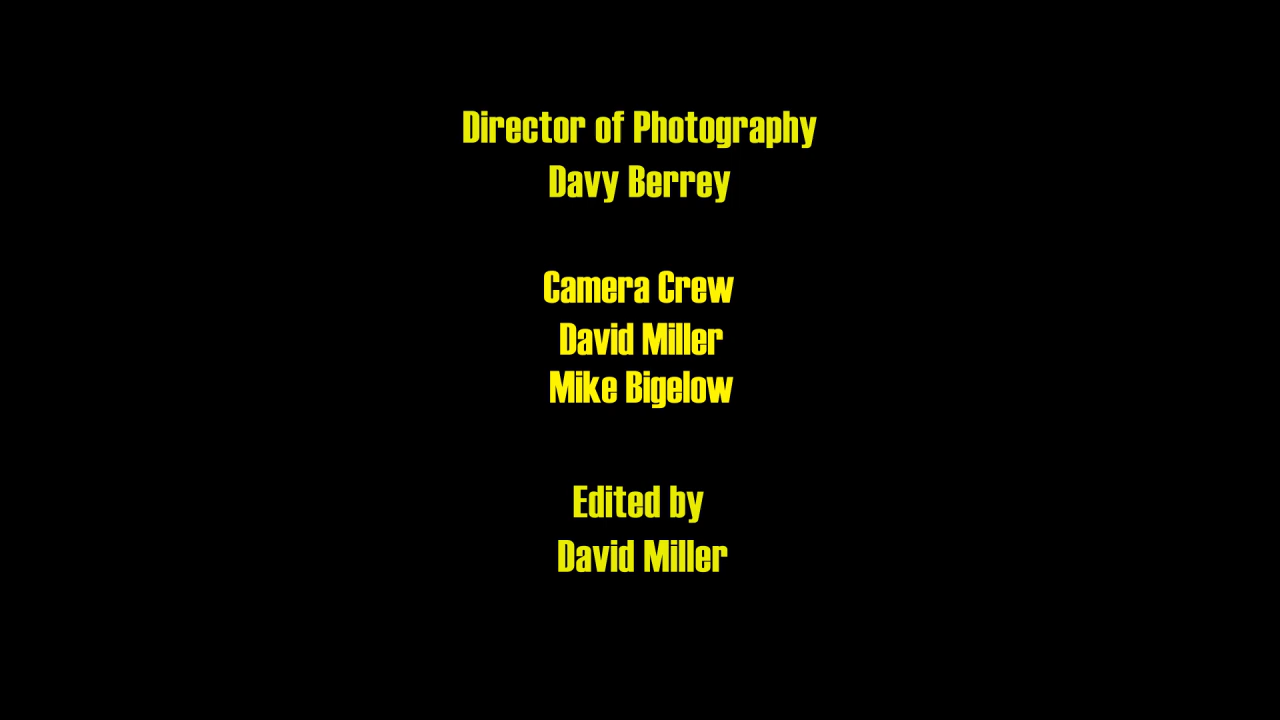 Director of Photography
Davy Berrey
Camera Crew
David Miller
Mike Bigelow
Edited by
David Miller